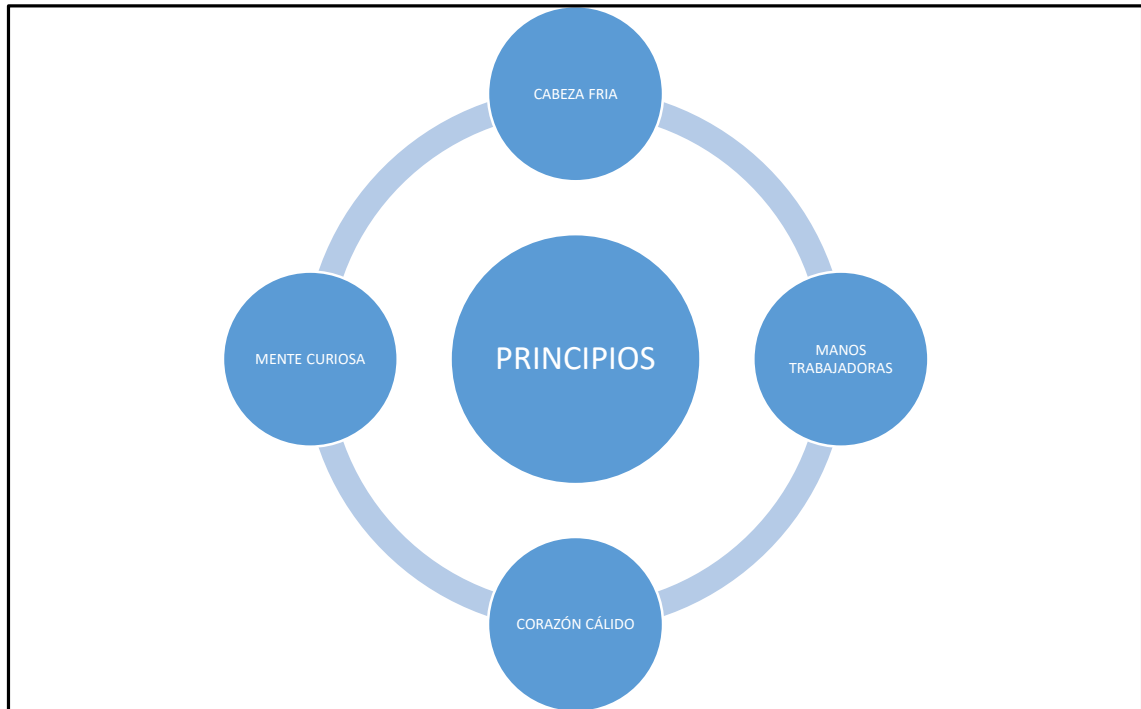 CABEZA FRIA
MENTE CURIOSA
PRINCIPIOS
MANOS
TRABAJADORAS
CORAZÓN CÁLIDO